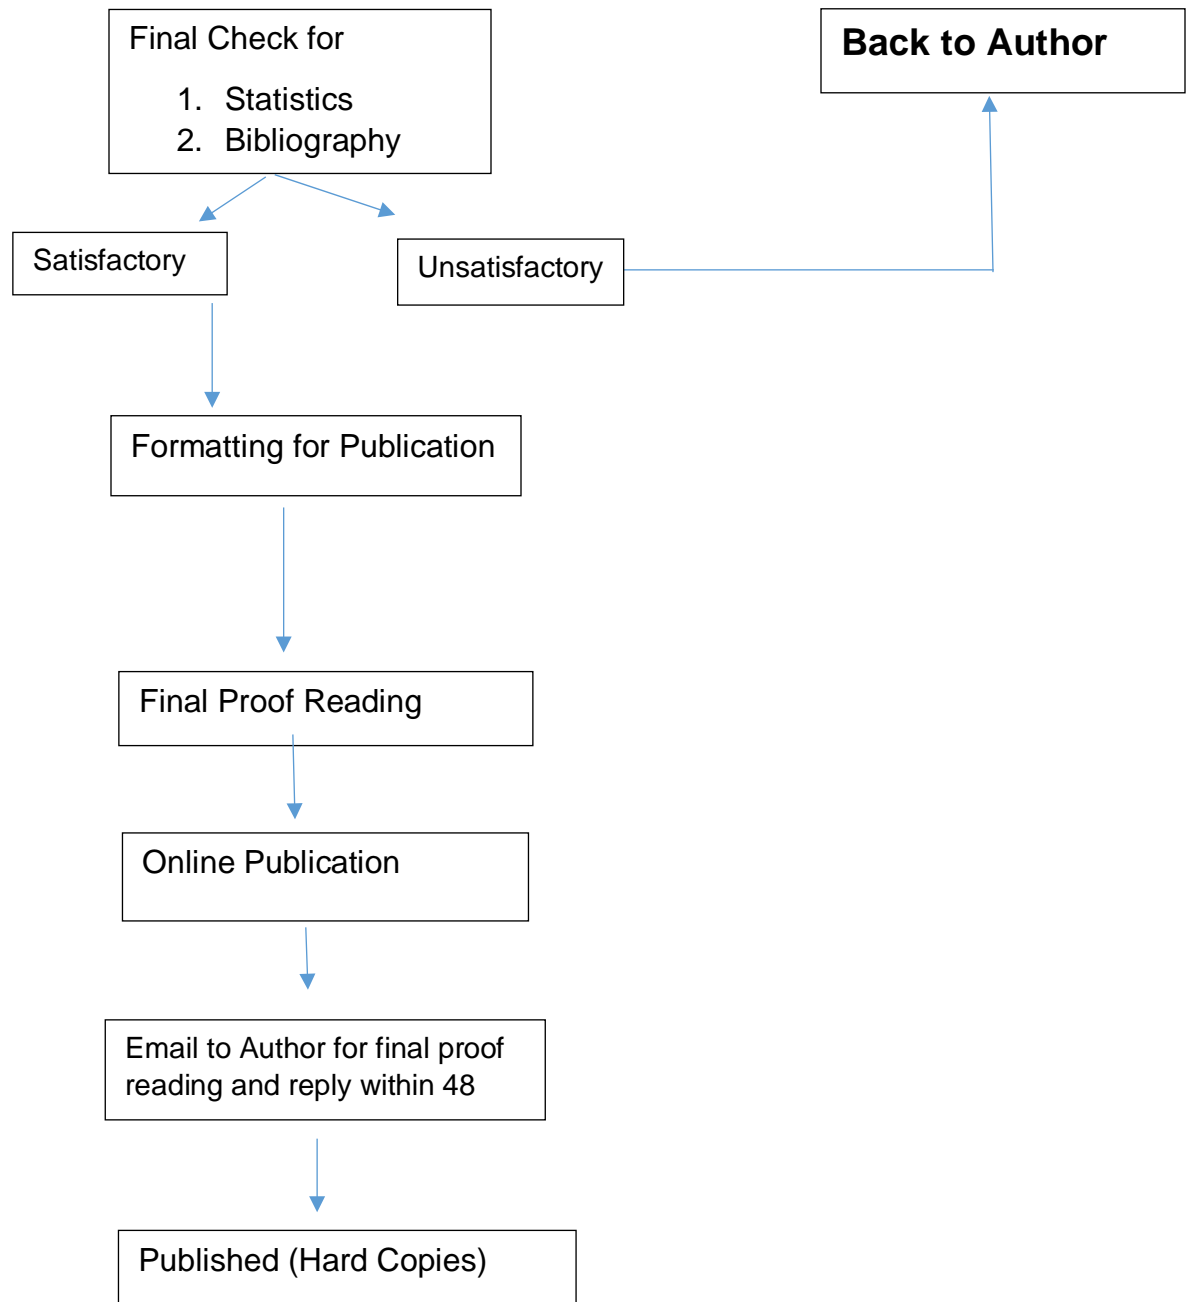 Final Check for
1. Statistics
2. Bibliography
Back to Author
Satisfactory
Unsatisfactory
Formatting for Publication
Final Proof Reading
Online Publication
Email to Author for final proof
reading and reply within 48
Published (Hard Copies)